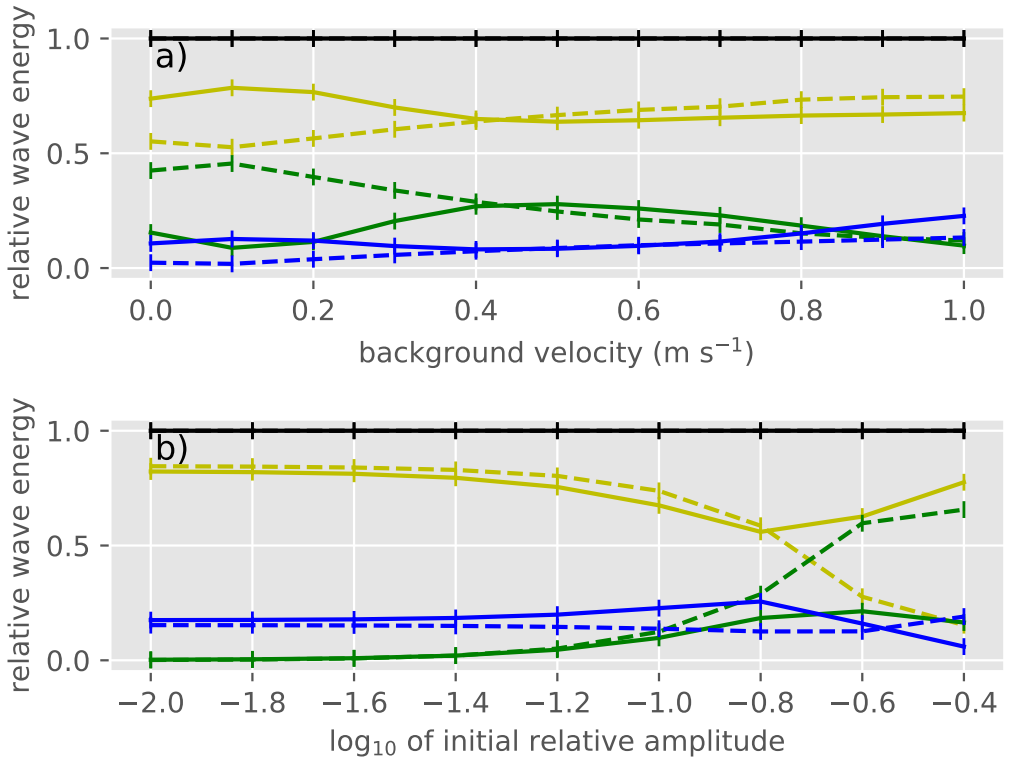 relative wave energy
1.0
0.5
0.0
a)
0.0 0.2 0.4 0.6 0.8 1.0
background velocity (m s⁻¹)
relative wave energy
1.0
0.5
0.0
b)
−2.0 −1.8 −1.6 −1.4 −1.2 −1.0 −0.8 −0.6 −0.4
log₁₀ of initial relative amplitude